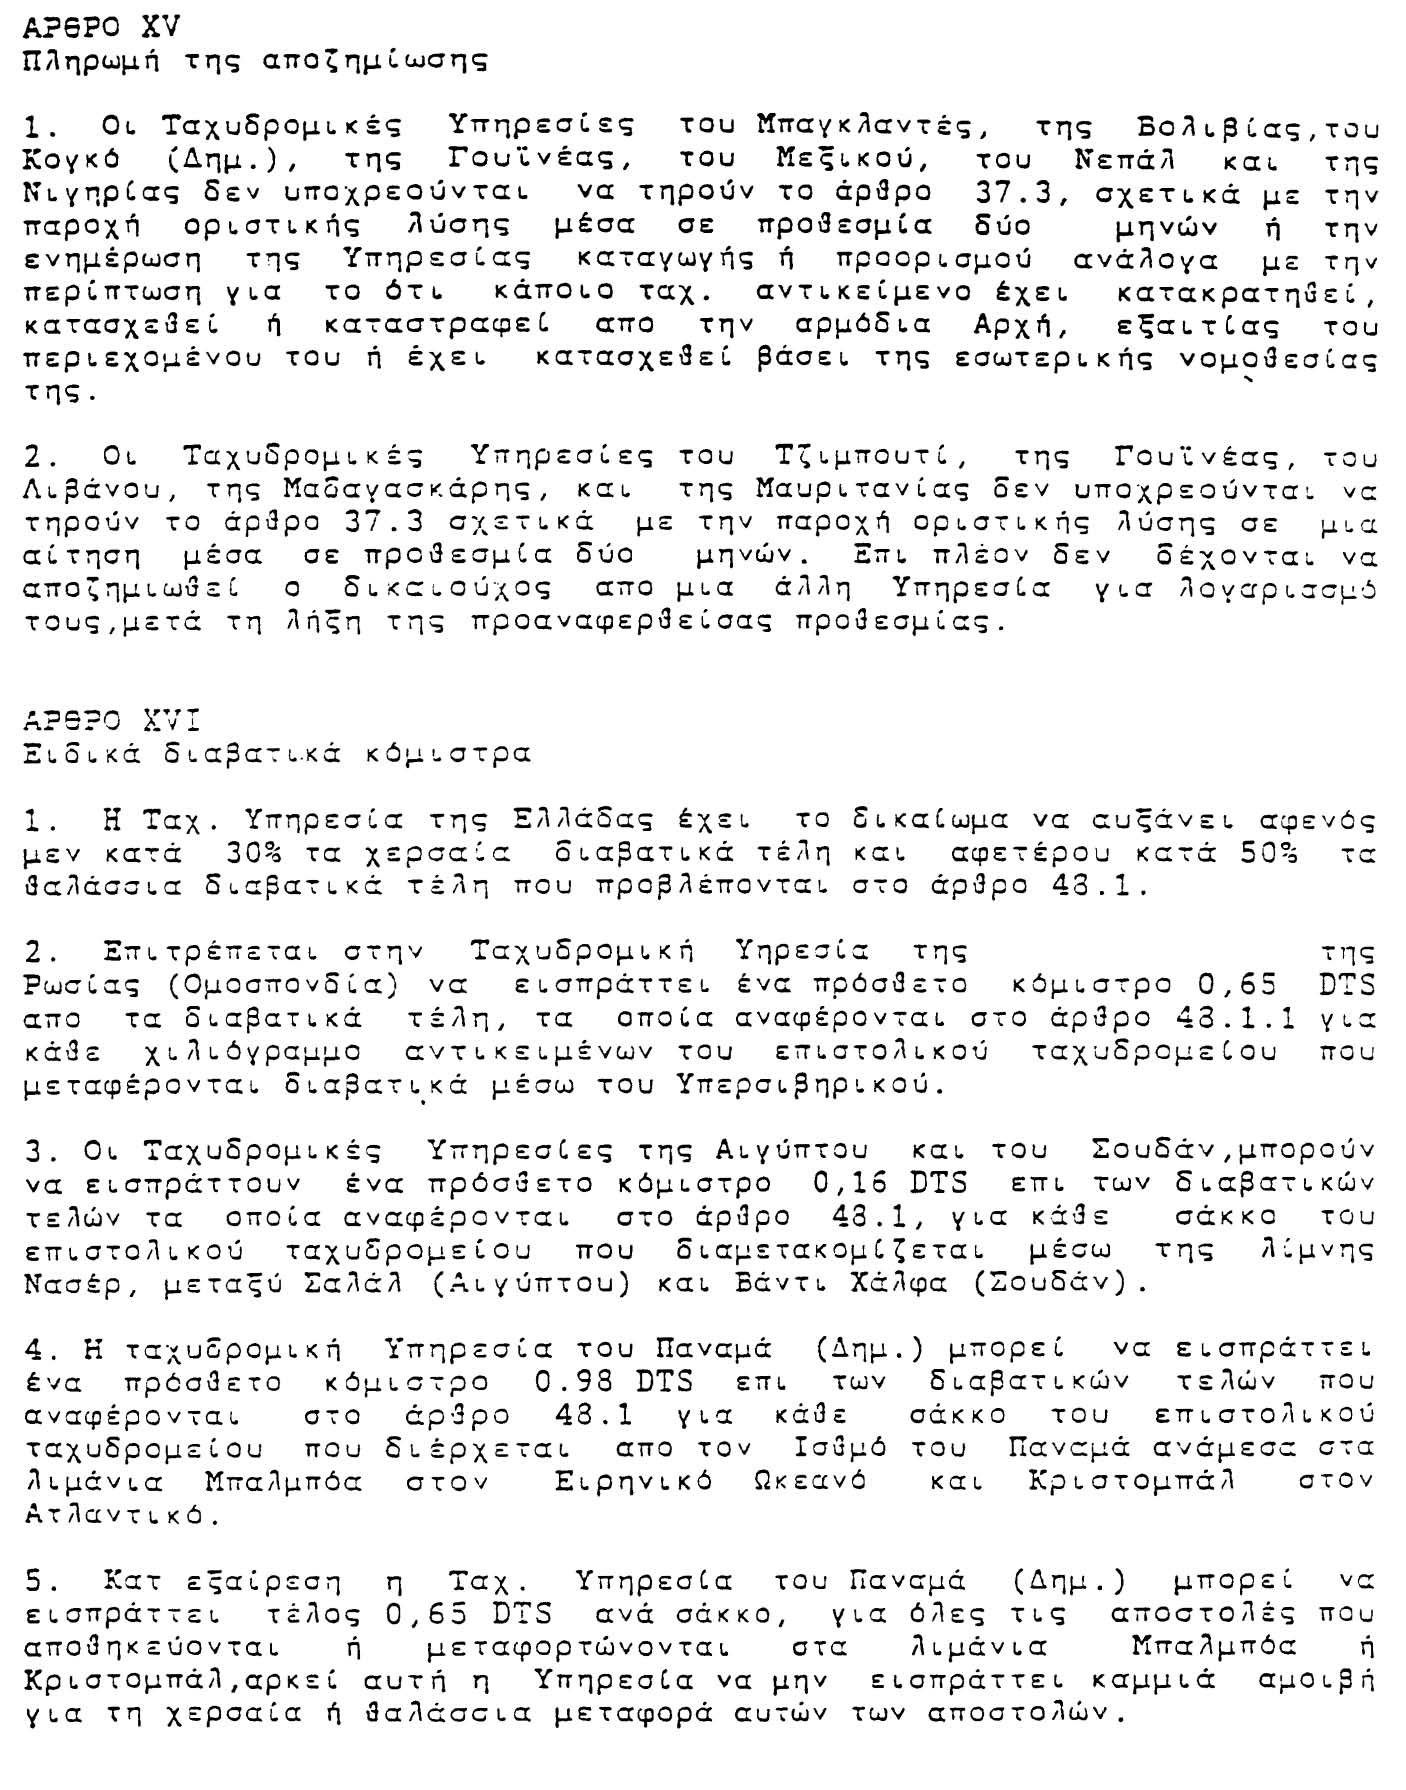 ΑΡΘΡΟ XV
Πληρωμή της αποζημίωσης
1. Οι Ταχυδρομικές Υπηρεσίες του Μπαγκλαντές, της Βολιβίας,του
Κογκό (Δημ.), της Γουϊνέας, του Μεξικού, του Νεπάλ και της
Νιγηρίας δεν υποχρεούνται να τηρούν το άρθρο 37.3, σχετικά με την
παροχή οριστικής λύσης μέσα σε προθεσμία δύο μηνών ή την
ενημέρωση της Υπηρεσίας καταγωγής ή προορισμού ανάλογα με την
περίπτωση για το ότι κάποιο ταχ. αντικείμενο έχει κατακρατηθεί,
κατασχεθεί ή καταστραφεί απο την αρμόδια Αρχή, εξαιτίας του
περιεχομένου του ή έχει κατασχεθεί βάσει της εσωτερικής νομοθεσίας
της.
2. Οι Ταχυδρομικές Υπηρεσίες του Τζιμπουτί, της Γουϊνέας, του
Λιβάνου, της Μαδαγασκάρης, και της Μαυριτανίας δεν υποχρεούνται να
τηρούν το άρθρο 37.3 σχετικά με την παροχή οριστικής λύσης σε μια
αίτηση μέσα σε προθεσμία δύο μηνών. Επι πλέον δεν δέχονται να
αποζημιωθεί ο δικαιούχος απο μια άλλη Υπηρεσία για λογαριασμό
τους,μετά τη λήξη της προαναφερθείσας προθεσμίας.
ΑΡΘΡΟ XVI
Ειδικά διαβατικά κόμιστρα
1. Η Ταχ. Υπηρεσία της Ελλάδας έχει το δικαίωμα να αυξάνει αφενός
μεν κατά 30% τα χερσαία διαβατικά τέλη και αφετέρου κατά 50% τα
θαλάσσια διαβατικά τέλη που προβλέπονται στο άρθρο 48.1.
2. Επιτρέπεται στην Ταχυδρομική Υηρεσία της της
Ρωσίας (Ομοσπονδία) να εισπράττει ένα πρόσθετο κόμιστρο 0,65 DTS
απο τα διαβατικά τέλη, τα οποία αναφέρονται στο άρθρο 48.1.1 για
κάθε χιλιόγραμμο αντικειμένων του επιστολικού ταχυδρομείου που
μεταφέρονται διαβατικά μέσω του Υπερσιβηρικού.
3. Οι Ταχυδρομικές Υπηρεσίες της Αιγύπτου και του Σουδάν,μπορούν
να εισπράττουν ένα πρόσθετο κόμιστρο 0,16 DTS επι των διαβατικών
τελών τα οποία αναφέρονται στο άρθρο 48.1, για κάθε σάκκο του
επιστολικού ταχυδρομείου που διαμετακομίζεται μέσω της λίμνης
Νασέρ, μεταξύ Σαλάλ (Αιγύπτου) και Βάντι Χάλφα (Σουδάν).
4. Η ταχυδρομική Υπηρεσία του Παναμά (Δημ.) μπορεί να εισπράττει
ένα πρόσθετο κόμιστρο 0.98 DTS επι των διαβατικών τελών που
αναφέρονται στο άρθρο 48.1 για κάθε σάκκο του επιστολικού
ταχυδρομείου που διέρχεται απο τον Ισθμό του Παναμά ανάμεσα στα
λιμάνια Μπαλμπόα στον Ειρηνικό Ωκεανό και Κριστομπάλ στον
Ατλαντικό.
5. Κατ εξαίρεση η Ταχ. Υπηρεσία του Παναμά (Δημ.) μπορεί να
εισπράττει τέλος 0,65 DTS ανά σάκκο, για όλες τις αποστολές που
αποθηκεύονται ή μεταφορτώνονται στα λιμάνια Μπαλμπόα ή
Κριστομπάλ,αρκεί αυτή η Υπηρεσία να μην εισπράττει καμμιά αμοιβή
για τη χερσαία ή θαλάσσια μεταφορά αυτών των αποστολών.